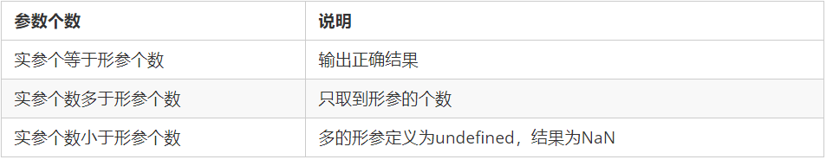 参数个数 说明
实参个等于形参个数 输出正确结果
实参个数多于形参个数 只取到形参的个数
实参个数小于形参个数 多的形参定义为undefined，结果为NaN